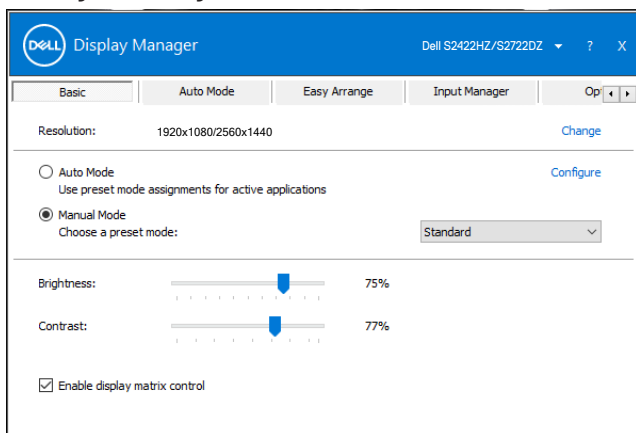 DELL Display Manager Dell S2422HZ/S2722DZ ? X
Basic Auto Mode Easy Arrange Input Manager Op
Resolution: 1920x1080/2560x1440 Change
Auto Mode Configure
Use preset mode assignments for active applications
Manual Mode
Choose a preset mode: Standard
Brightness: 75%
Contrast: 77%
Enable display matrix control